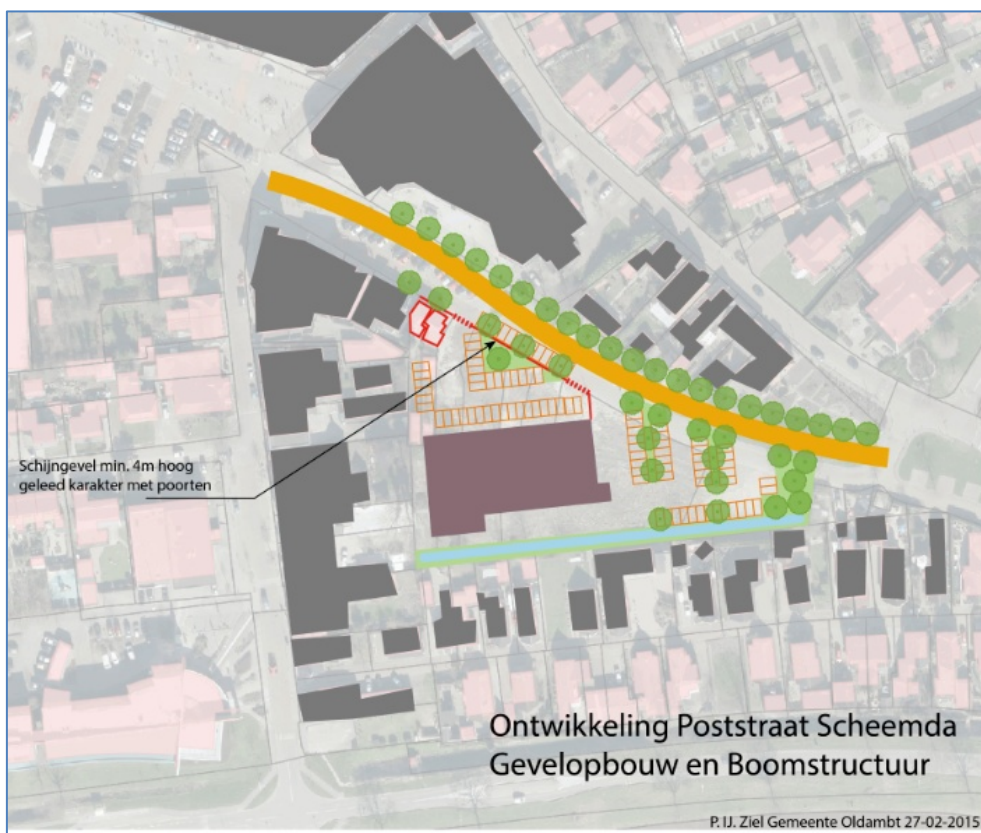 Schijngevel min. 4m hoog
geleed karakter met poorten
Ontwikkeling Poststraat Scheemda
Gevelopbouw en Boomstructuur
P. IJ. Ziel Gemeente Oldambt 27-02-2015